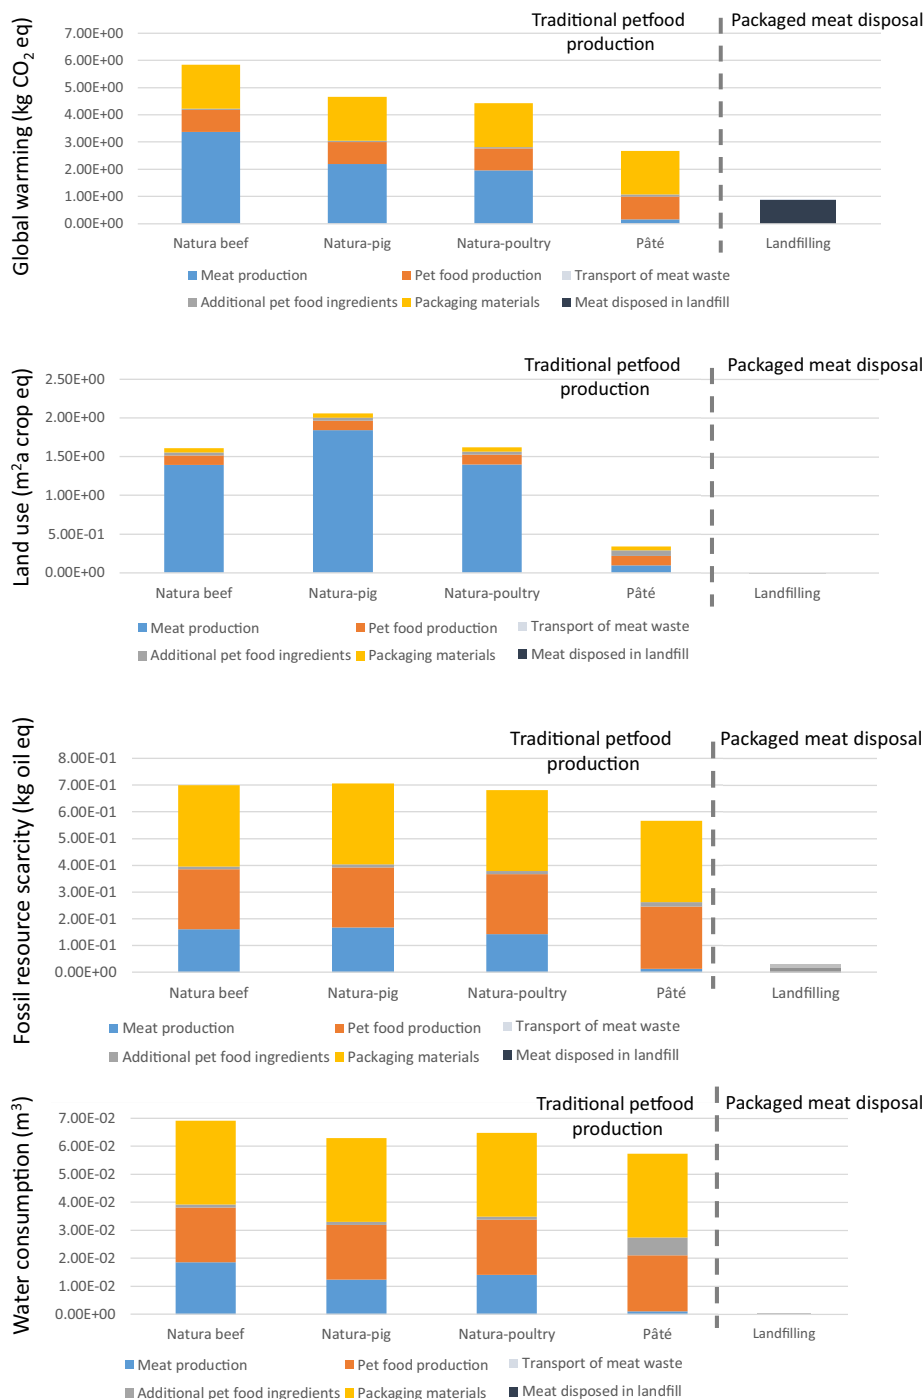 Traditional petfood
production
Packaged meat disposal
Global warming (kg CO2 eq)
7.00E+00
6.00E+00
5.00E+00
4.00E+00
3.00E+00
2.00E+00
1.00E+00
0.00E+00
Natura beef
Natura-pig
Natura-poultry
Pâté
Landfilling
Meat production
Pet food production
Transport of meat waste
Additional pet food ingredients
Packaging materials
Meat disposed in landfill
Traditional petfood
production
Packaged meat disposal
Land use (m²a crop eq)
2.50E+00
2.00E+00
1.50E+00
1.00E+00
5.00E-01
0.00E+00
Natura beef
Natura-pig
Natura-poultry
Pâté
Landfilling
Meat production
Pet food production
Transport of meat waste
Additional pet food ingredients
Packaging materials
Meat disposed in landfill
Traditional petfood
production
Packaged meat disposal
Fossil resource scarcity (kg oil eq)
8.00E-01
7.00E-01
6.00E-01
5.00E-01
4.00E-01
3.00E-01
2.00E-01
1.00E-01
0.00E+00
Natura beef
Natura-pig
Natura-poultry
Pâté
Landfilling
Meat production
Pet food production
Transport of meat waste
Additional pet food ingredients
Packaging materials
Meat disposed in landfill
Traditional petfood
production
Packaged meat disposal
Water consumption (m³)
7.00E-02
6.00E-02
5.00E-02
4.00E-02
3.00E-02
2.00E-02
1.00E-02
0.00E+00
Natura beef
Natura-pig
Natura-poultry
Pâté
Landfilling
Meat production
Pet food production
Transport of meat waste
Additional pet food ingredients
Packaging materials
Meat disposed in landfill